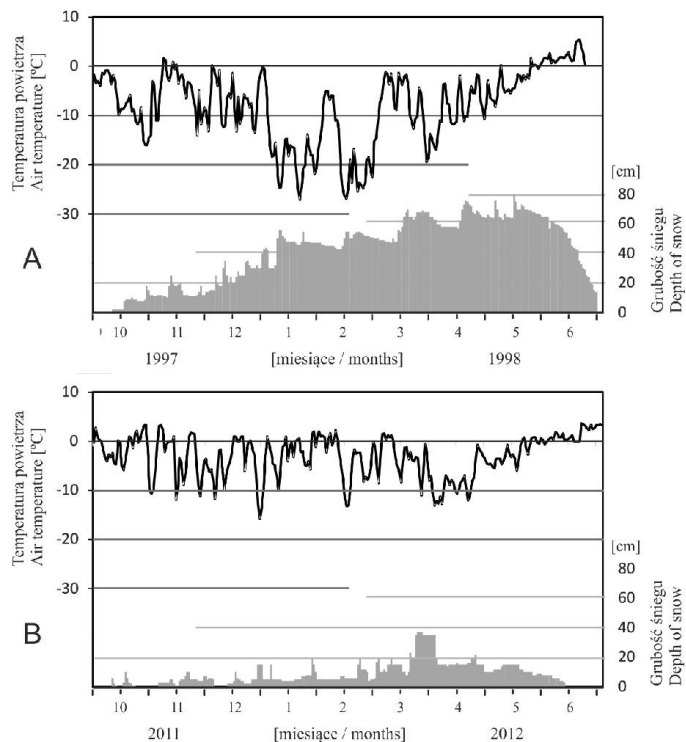 10
0
-10
-20
-30
Temperatura powietrza
Air temperature [ºC]
[cm]
80
60
40
20
0
Grubość śniegu
Depth of snow
A
10 11 12 1 2 3 4 5 6
1997 [miesiące / months] 1998
10
0
-10
-20
-30
Temperatura powietrza
Air temperature [ºC]
[cm]
80
60
40
20
0
Grubość śniegu
Depth of snow
B
10 11 12 1 2 3 4 5 6
2011 [miesiące / months] 2012